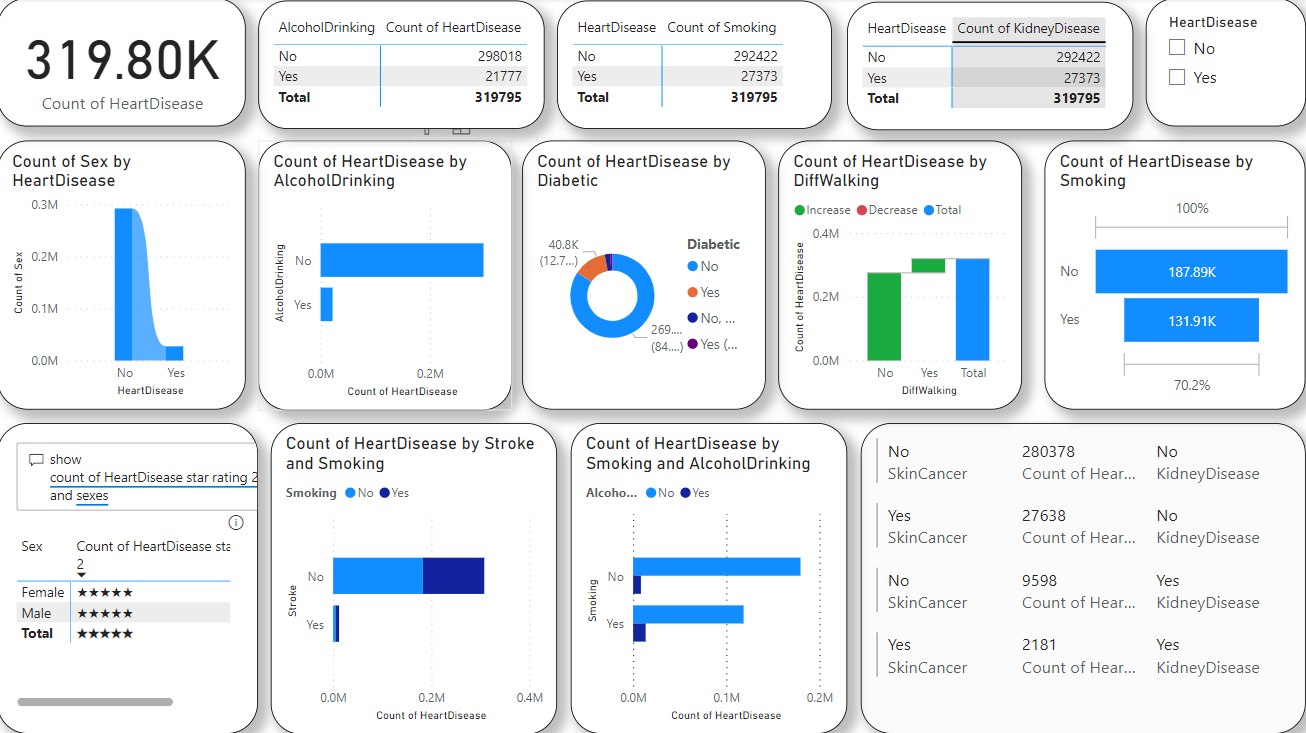 319.80K
Count of HeartDisease
AlcoholDrinking Count of HeartDisease
No 298018
Yes 21777
Total 319795
HeartDisease Count of Smoking
No 292422
Yes 27373
Total 319795
HeartDisease Count of KidneyDisease
No 292422
Yes 27373
Total 319795
HeartDisease
No
Yes
Count of Sex by
HeartDisease
0.3M
0.2M
0.1M
0.0M
Count of Sex
No Yes
HeartDisease
Count of HeartDisease by
AlcoholDrinking
AlcoholDrinking
No
Yes
0.0M 0.2M
Count of HeartDisease
Count of HeartDisease by
Diabetic
40.8K
(12.7...)
269....
(84....)
Diabetic
No
Yes
No, ...
Yes (...
Count of HeartDisease by
DiffWalking
Increase Decrease Total
0.4M
0.2M
0.0M
Count of HeartDisease
No Yes Total
DiffWalking
Count of HeartDisease by
Smoking
100%
No 187.89K
Yes 131.91K
70.2%
show
count of HeartDisease star rating 2
and sexes
Sex Count of HeartDisease sta
2
Female ★★★★★
Male ★★★★★
Total ★★★★★
Count of HeartDisease by Stroke
and Smoking
Smoking No Yes
Stroke
No
Yes
0.0M 0.2M 0.4M
Count of HeartDisease
Count of HeartDisease by
Smoking and AlcoholDrinking
Alcoho... No Yes
Smoking
No
Yes
0.0M 0.1M 0.2M
Count of HeartDisease
No 280378 No
SkinCancer Count of Hear... KidneyDisease
Yes 27638 No
SkinCancer Count of Hear... KidneyDisease
No 9598 Yes
SkinCancer Count of Hear... KidneyDisease
Yes 2181 Yes
SkinCancer Count of Hear... KidneyDisease